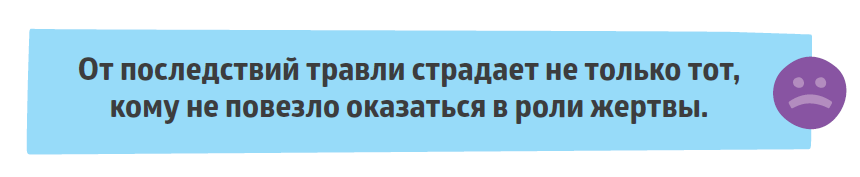 От последствий травли страдает не только тот,
кому не повезло оказаться в роли жертвы.